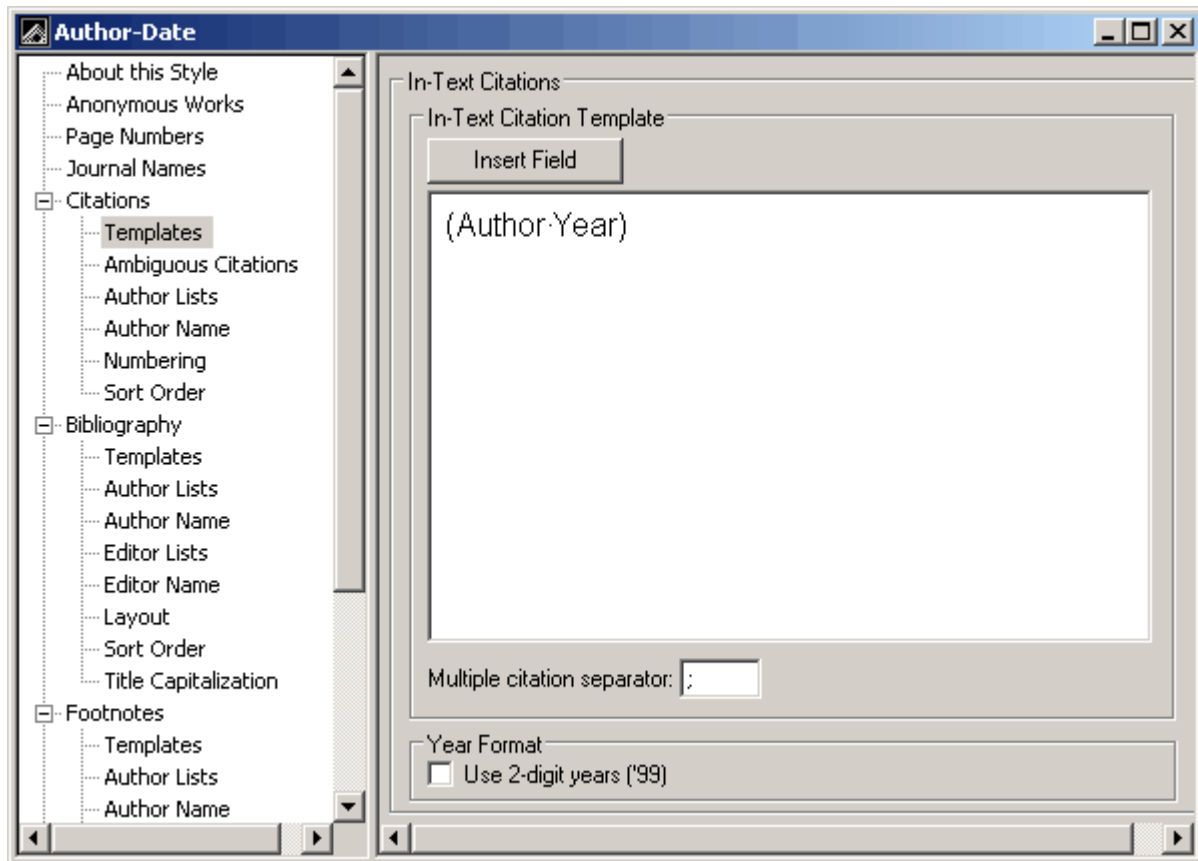 Author-Date
About this Style
Anonymous Works
Page Numbers
Journal Names
Citations
Templates
Ambiguous Citations
Author Lists
Author Name
Numbering
Sort Order
Bibliography
Templates
Author Lists
Author Name
Editor Lists
Editor Name
Layout
Sort Order
Title Capitalization
Footnotes
Templates
Author Lists
Author Name
In-Text Citations
In-Text Citation Template
Insert Field
(Author·Year)
Multiple citation separator: ;
Year Format
Use 2-digit years ('99)